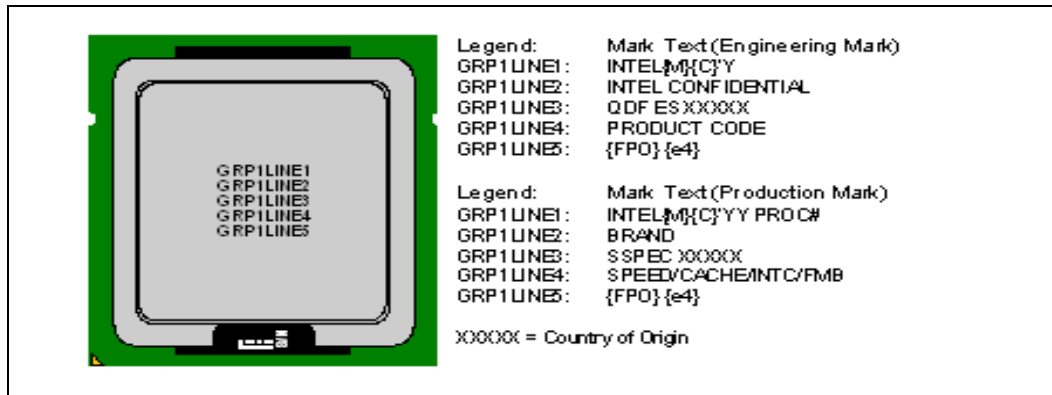 GRP1LINE1
GRP1LINE2
GRP1LINE3
GRP1LINE4
GRP1LINE5
Legend: Mark Text (Engineering Mark)
GRP1LINE1: INTEL{M}{C}'Y
GRP1LINE2: INTEL CONFIDENTIAL
GRP1LINE3: QDF ES XXXXX
GRP1LINE4: PRODUCT CODE
GRP1LINE5: {FPO} {e4}
Legend: Mark Text (Production Mark)
GRP1LINE1: INTEL{M}{C}'YY PROC#
GRP1LINE2: BRAND
GRP1LINE3: SSPEC XXXXX
GRP1LINE4: SPEED/CACHE/INTC/FMB
GRP1LINE5: {FPO} {e4}
XXXXX = Country of Origin